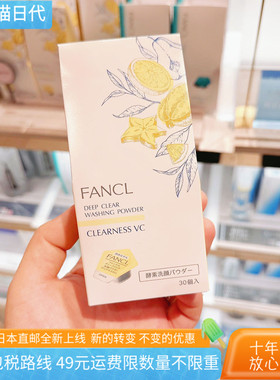 猫日代
FANCL
DEEP CLEAR
WASHING POWDER
CLEARNESS VC
FANCL
酵素洗顔パウダー
30個入
日本直邮全新上线 新的转变 不变的优惠
包税路线 49元运费限数量不限重
十年
放心